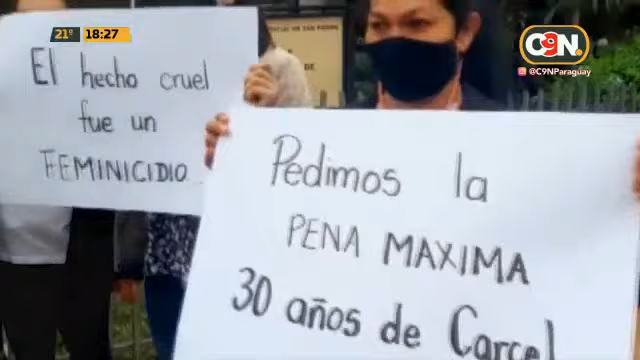 21° 18:27
C9N
@C9NParaguay
El hecho cruel
fue un
FEMINICIDIO
Pedimos la
PENA MAXIMA
30 años de Carcel
DE